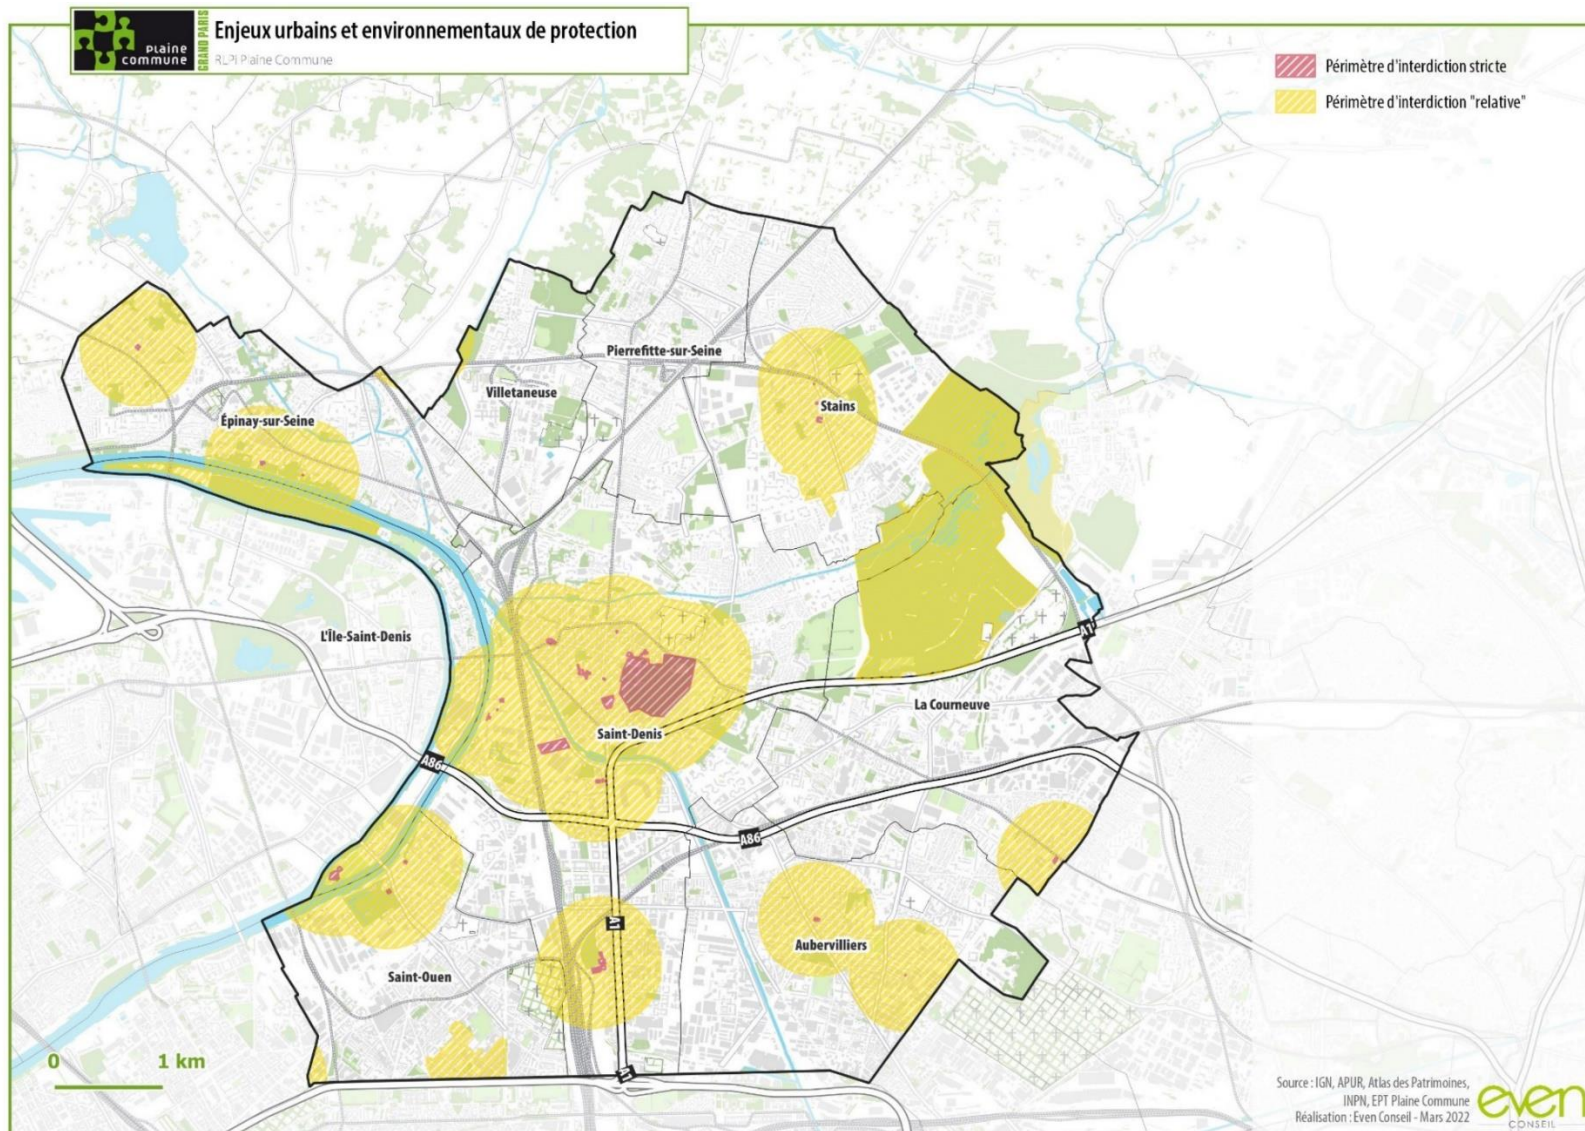 plaine
commune
GRAND PARIS
Enjeux urbains et environnementaux de protection
RLPi Plaine Commune
Périmètre d'interdiction stricte
Périmètre d'interdiction "relative"
Pierrefitte-sur-Seine
Villetaneuse
Stains
Épinay-sur-Seine
L'Île-Saint-Denis
A1
La Courneuve
Saint-Denis
A86
A86
A1
Aubervilliers
Saint-Ouen
A1
0 1 km
Source : IGN, APUR, Atlas des Patrimoines,
INPN, EPT Plaine Commune
Réalisation : Even Conseil - Mars 2022
even
CONSEIL